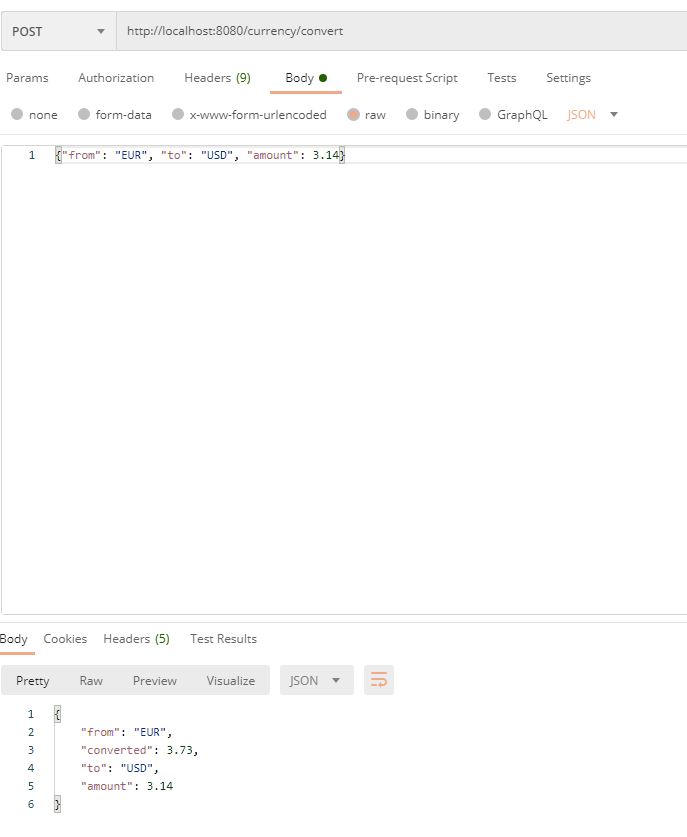 POST http://localhost:8080/currency/convert
Params Authorization Headers (9) Body Pre-request Script Tests Settings
none form-data x-www-form-urlencoded raw binary GraphQL JSON
1 {"from": "EUR", "to": "USD", "amount": 3.14}
Body Cookies Headers (5) Test Results
Pretty Raw Preview Visualize JSON
1 {
2 "from": "EUR",
3 "converted": 3.73,
4 "to": "USD",
5 "amount": 3.14
6 }